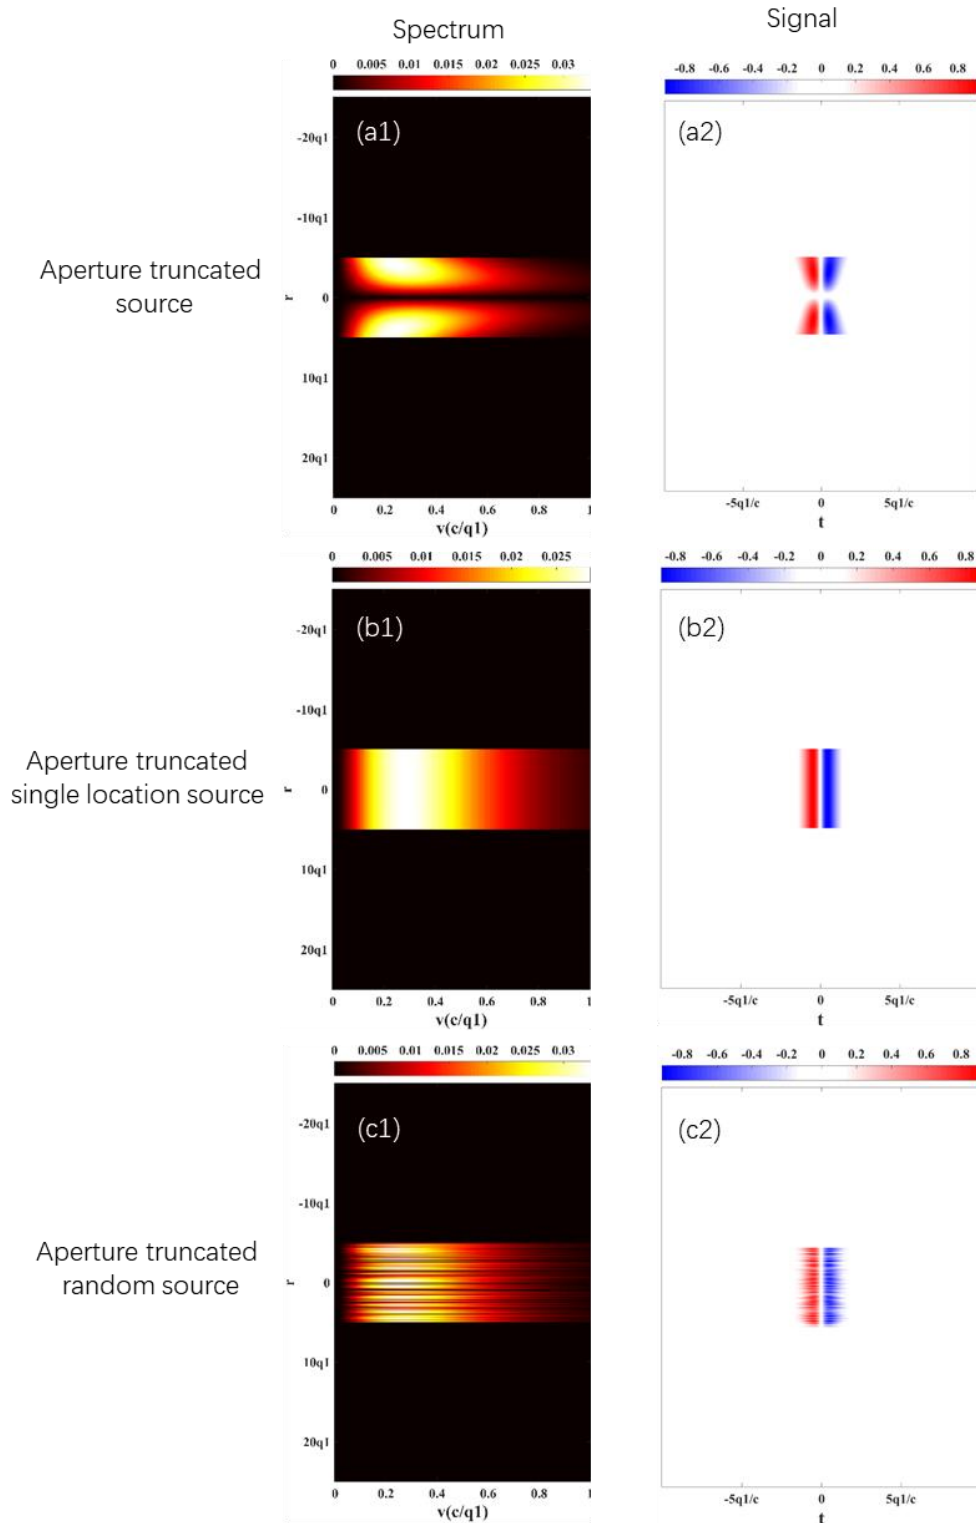 Spectrum
Signal
0 0.005 0.01 0.015 0.02 0.025 0.03
-0.8 -0.6 -0.4 -0.2 0 0.2 0.4 0.6 0.8
Aperture truncated
source
(a1)
-20q1
-10q1
0
10q1
20q1
r
0 0.2 0.4 0.6 0.8 1
v(c/q1)
(a2)
-5q1/c 0 5q1/c
t
0 0.005 0.01 0.015 0.02 0.025
-0.8 -0.6 -0.4 -0.2 0 0.2 0.4 0.6 0.8
Aperture truncated
single location source
(b1)
-20q1
-10q1
0
10q1
20q1
r
0 0.2 0.4 0.6 0.8 1
v(c/q1)
(b2)
-5q1/c 0 5q1/c
t
0 0.005 0.01 0.015 0.02 0.025 0.03
-0.8 -0.6 -0.4 -0.2 0 0.2 0.4 0.6 0.8
Aperture truncated
random source
(c1)
-20q1
-10q1
0
10q1
20q1
r
0 0.2 0.4 0.6 0.8 1
v(c/q1)
(c2)
-5q1/c 0 5q1/c
t